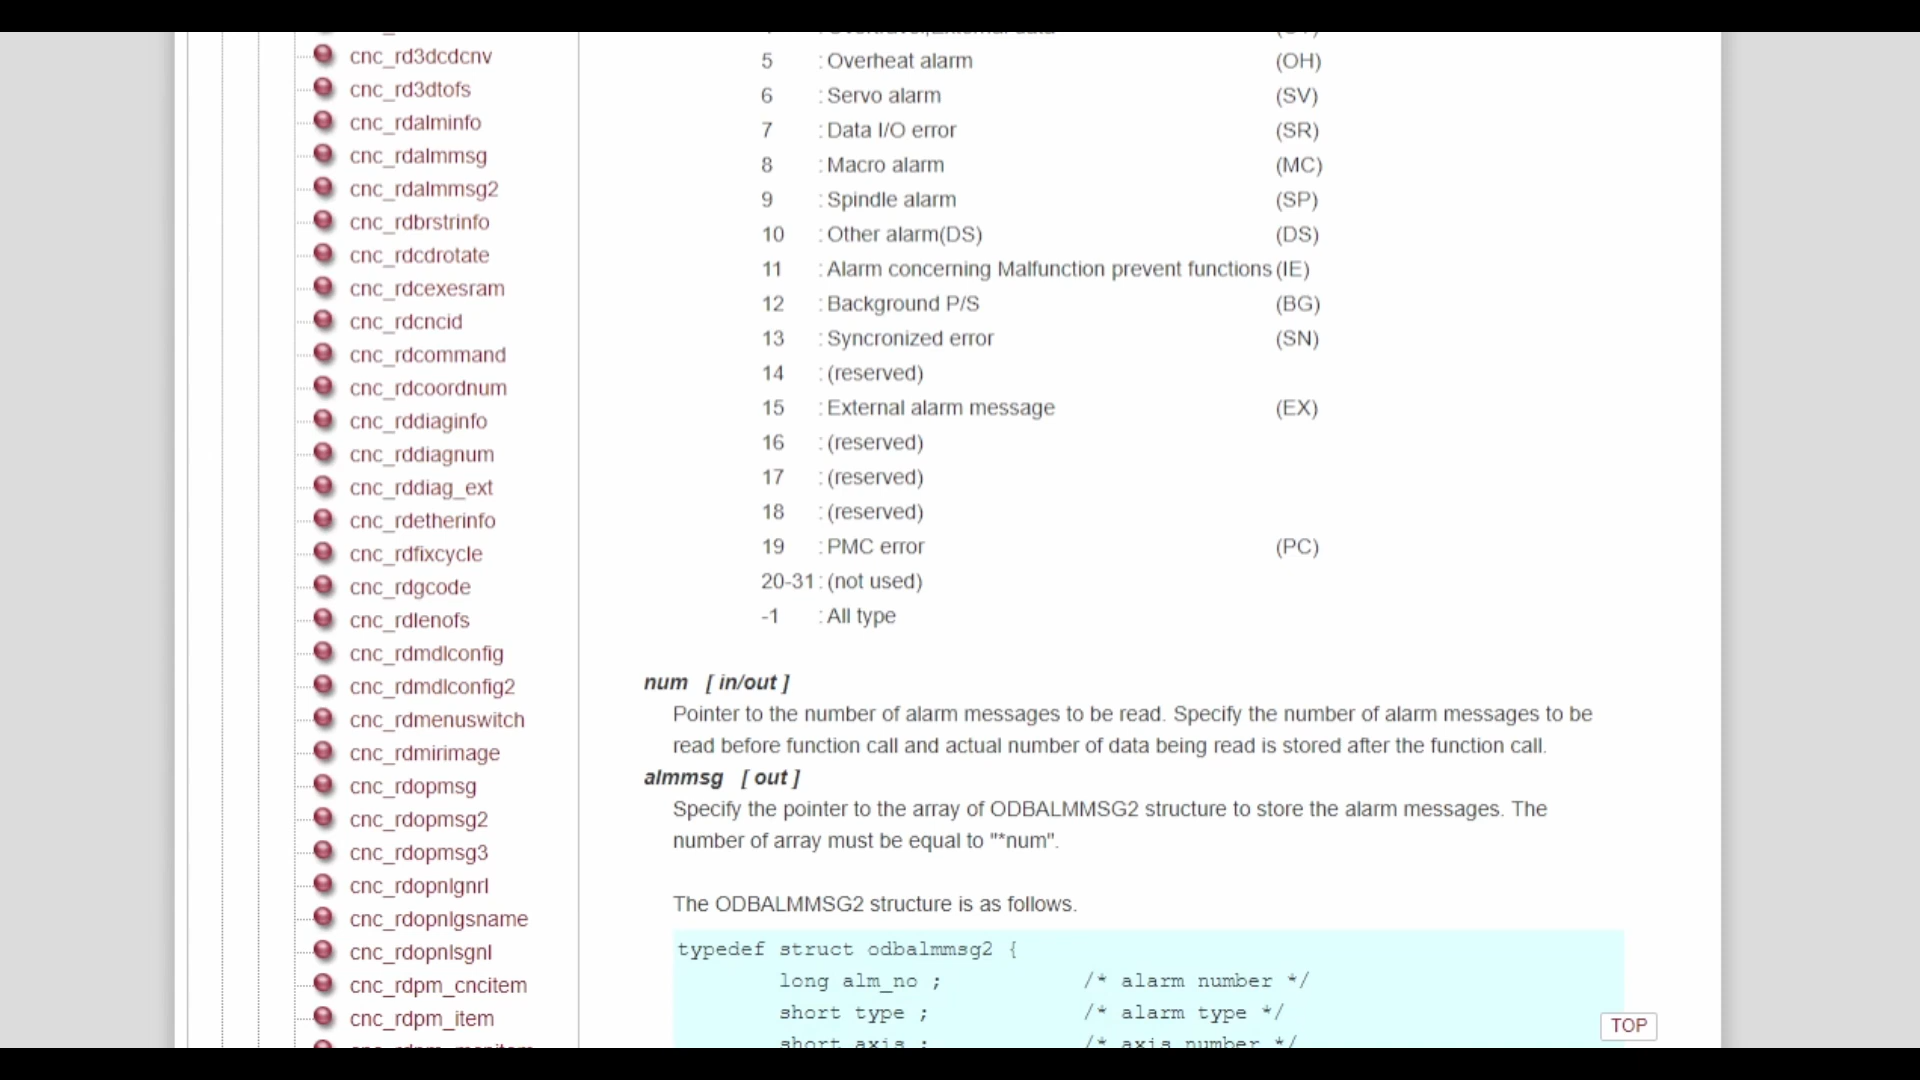 cnc_rd3dcdcnv
cnc_rd3dtofs
cnc_rdalminfo
cnc_rdalmmsg
cnc_rdalmmsg2
cnc_rdbrstrinfo
cnc_rdcdrotate
cnc_rdcexesram
cnc_rdcncid
cnc_rdcommand
cnc_rdcoordnum
cnc_rddiaginfo
cnc_rddiagnum
cnc_rddiag_ext
cnc_rdetherinfo
cnc_rdfixcycle
cnc_rdgcode
cnc_rdlenofs
cnc_rdmdlconfig
cnc_rdmdlconfig2
cnc_rdmenuswitch
cnc_rdmirimage
cnc_rdopmsg
cnc_rdopmsg2
cnc_rdopmsg3
cnc_rdopnlgnrl
cnc_rdopnlgsname
cnc_rdopnlsgnl
cnc_rdpm_cncitem
cnc_rdpm_item
5 : Overheat alarm (OH)
6 : Servo alarm (SV)
7 : Data I/O error (SR)
8 : Macro alarm (MC)
9 : Spindle alarm (SP)
10 : Other alarm(DS) (DS)
11 : Alarm concerning Malfunction prevent functions (IE)
12 : Background P/S (BG)
13 : Syncronized error (SN)
14 : (reserved)
15 : External alarm message (EX)
16 : (reserved)
17 : (reserved)
18 : (reserved)
19 : PMC error (PC)
20-31 : (not used)
-1 : All type
num [ in/out ]
Pointer to the number of alarm messages to be read. Specify the number of alarm messages to be
read before function call and actual number of data being read is stored after the function call.
almmsg [ out ]
Specify the pointer to the array of ODBALMMSG2 structure to store the alarm messages. The
number of array must be equal to "*num".
The ODBALMMSG2 structure is as follows.
typedef struct odbalmmsg2 {
long alm_no ; /* alarm number */
short type ; /* alarm type */
short axis ; /* axis number */
TOP